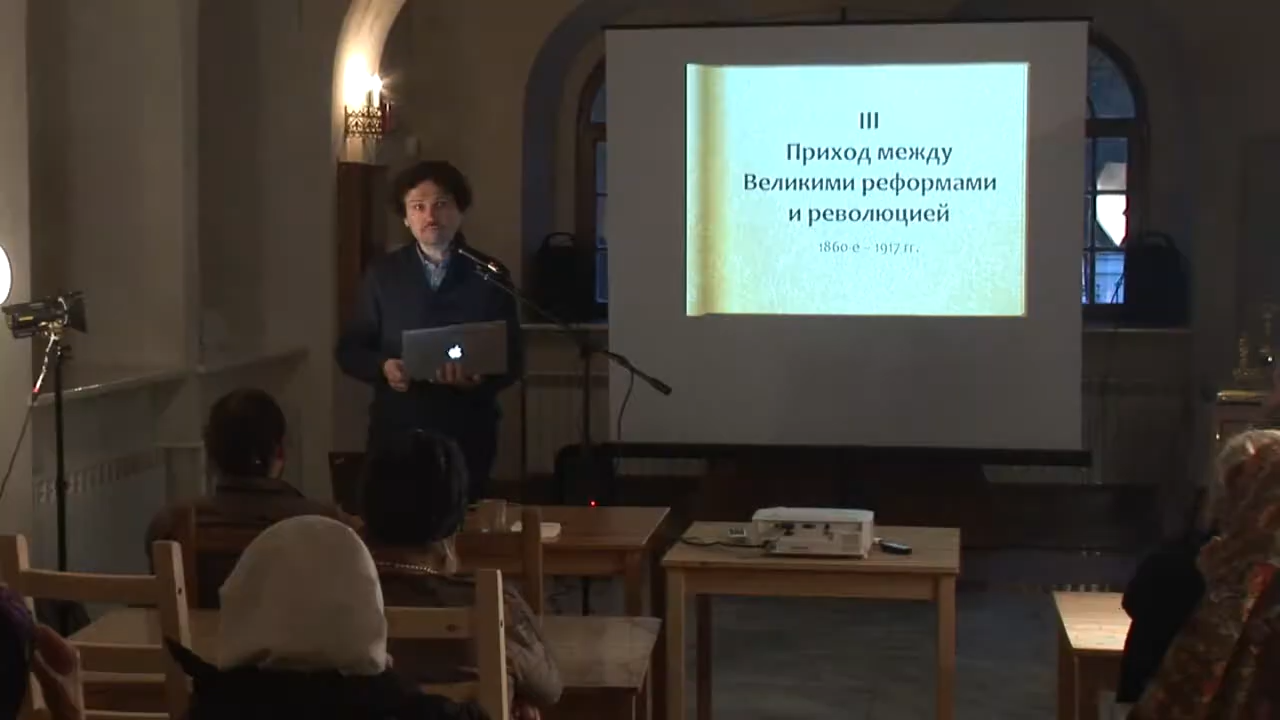 III
Приход между
Великими реформами
и революцией
1860-е – 1917 гг.